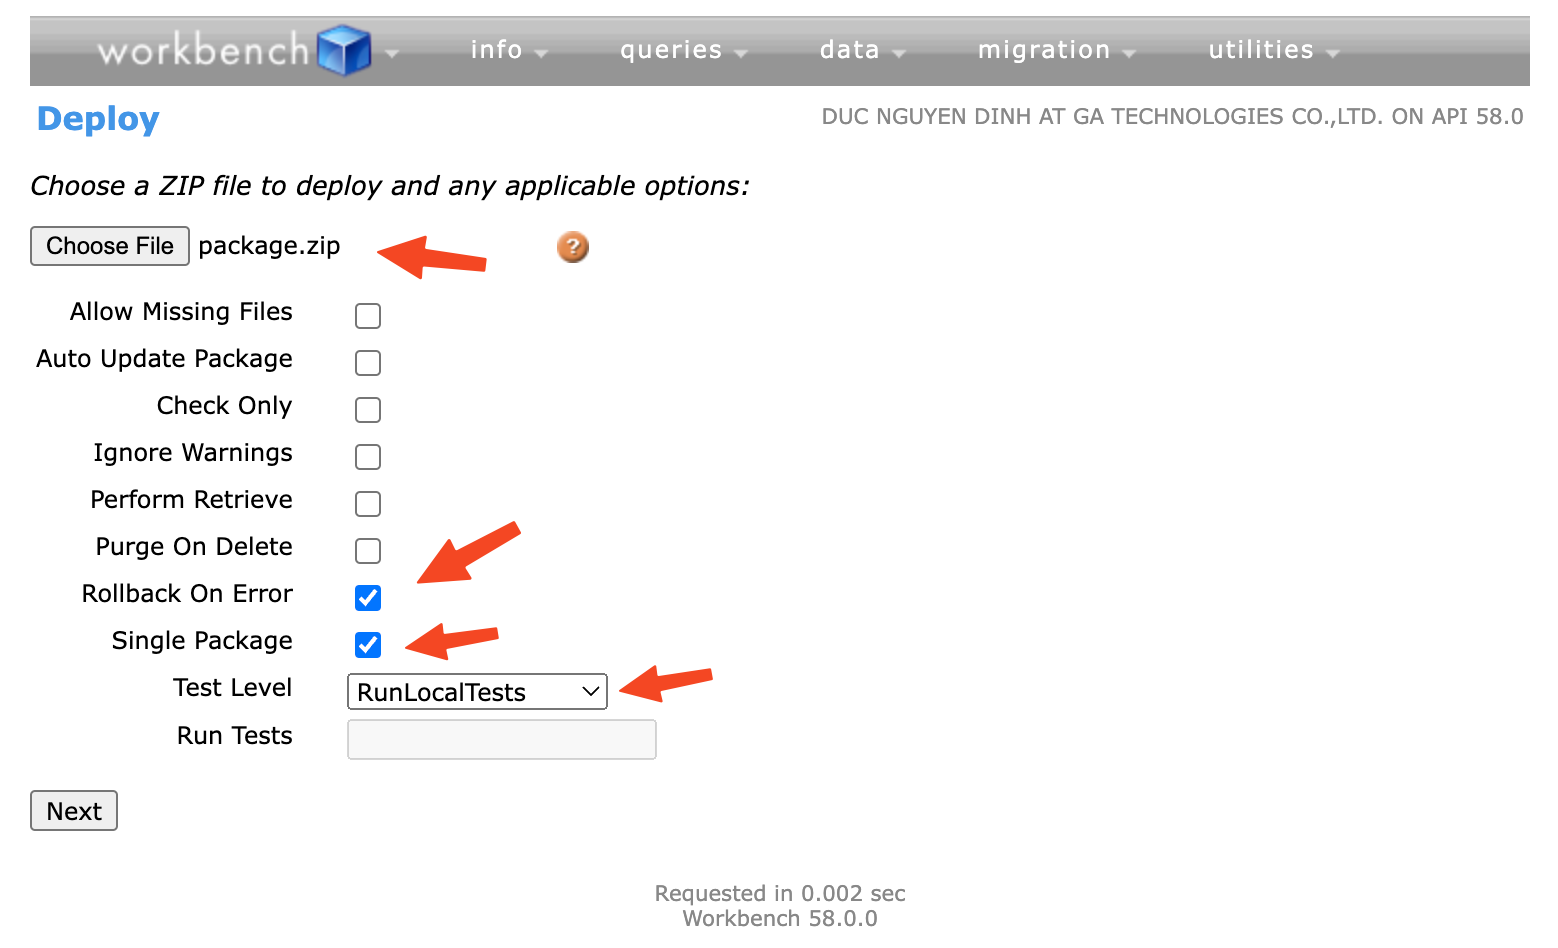 workbench info queries data migration utilities
Deploy
DUC NGUYEN DINH AT GA TECHNOLOGIES CO.,LTD. ON API 58.0
Choose a ZIP file to deploy and any applicable options:
Choose File package.zip ?
Allow Missing Files
Auto Update Package
Check Only
Ignore Warnings
Perform Retrieve
Purge On Delete
Rollback On Error
Single Package
Test Level RunLocalTests
Run Tests
Next
Requested in 0.002 sec
Workbench 58.0.0